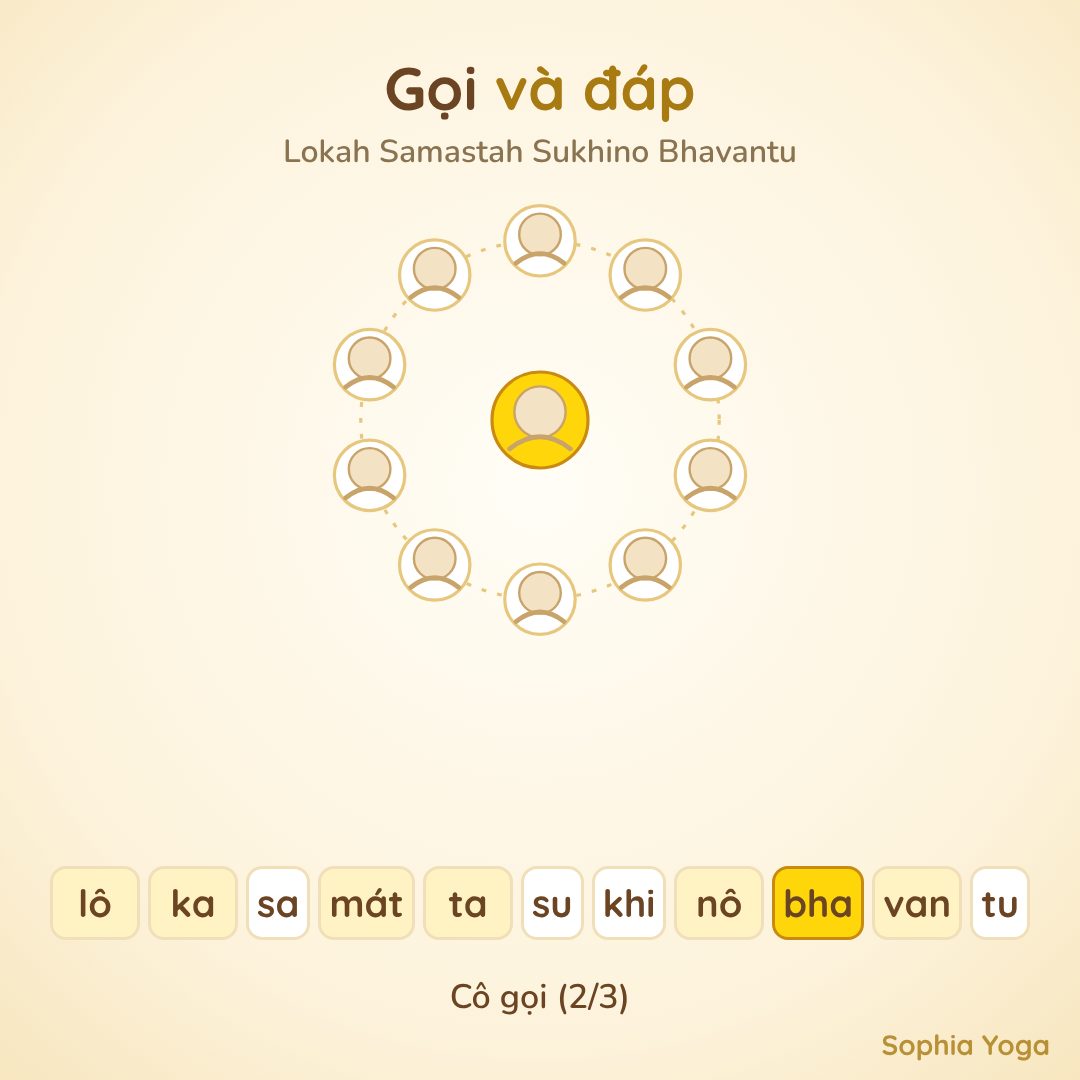 Gọi và đáp
Lokah Samastah Sukhino Bhavantu
lô ka sa mát ta su khi nô bha van tu
Cô gọi (2/3)
Sophia Yoga